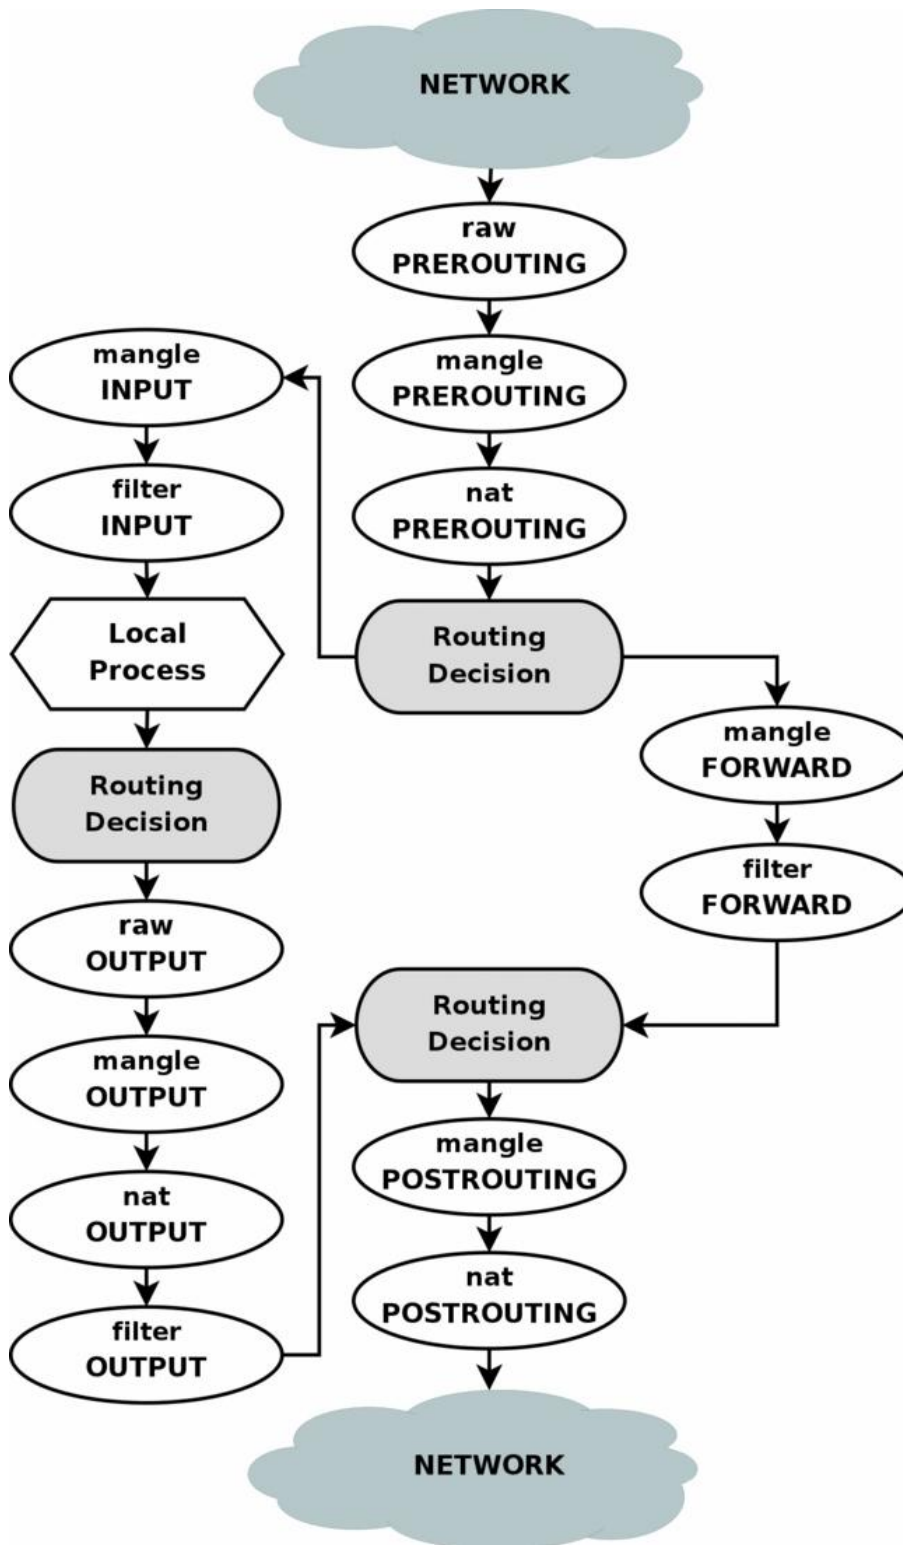 NETWORK
raw
PREROUTING
mangle
PREROUTING
nat
PREROUTING
Routing
Decision
mangle
INPUT
filter
INPUT
Local
Process
Routing
Decision
raw
OUTPUT
mangle
OUTPUT
nat
OUTPUT
filter
OUTPUT
mangle
FORWARD
filter
FORWARD
Routing
Decision
mangle
POSTROUTING
nat
POSTROUTING
NETWORK